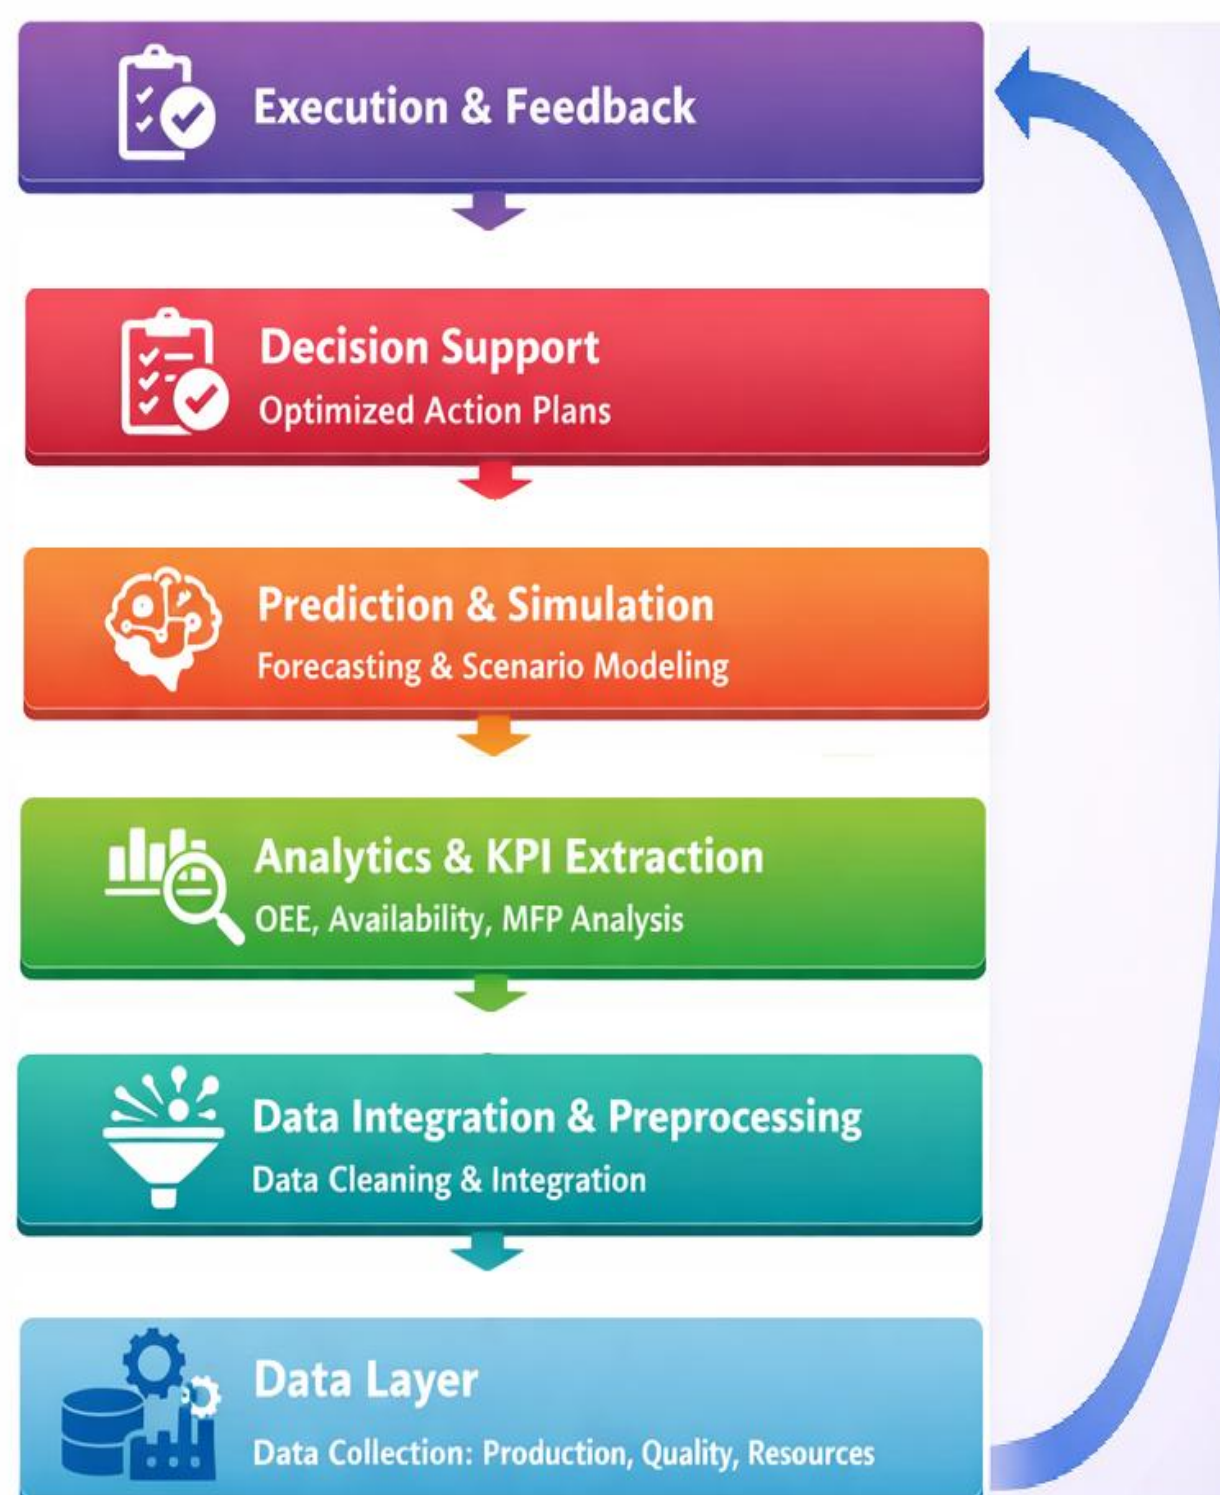 Execution & Feedback
Decision Support
Optimized Action Plans
Prediction & Simulation
Forecasting & Scenario Modeling
Analytics & KPI Extraction
OEE, Availability, MFP Analysis
Data Integration & Preprocessing
Data Cleaning & Integration
Data Layer
Data Collection: Production, Quality, Resources